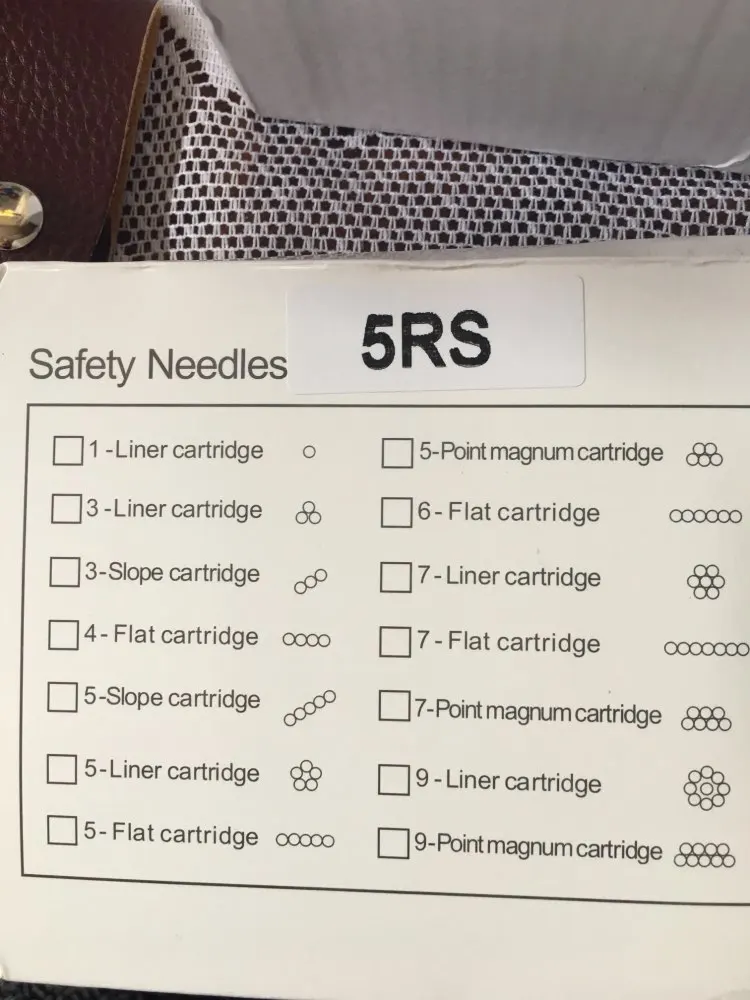 5RS
Safety Needles
1 -Liner cartridge
3 -Liner cartridge
3-Slope cartridge
4- Flat cartridge
5-Slope cartridge
5-Liner cartridge
5- Flat cartridge
5-Point magnum cartridge
6- Flat cartridge
7-Liner cartridge
7- Flat cartridge
7-Point magnum cartridge
9-Liner cartridge
9-Point magnum cartridge